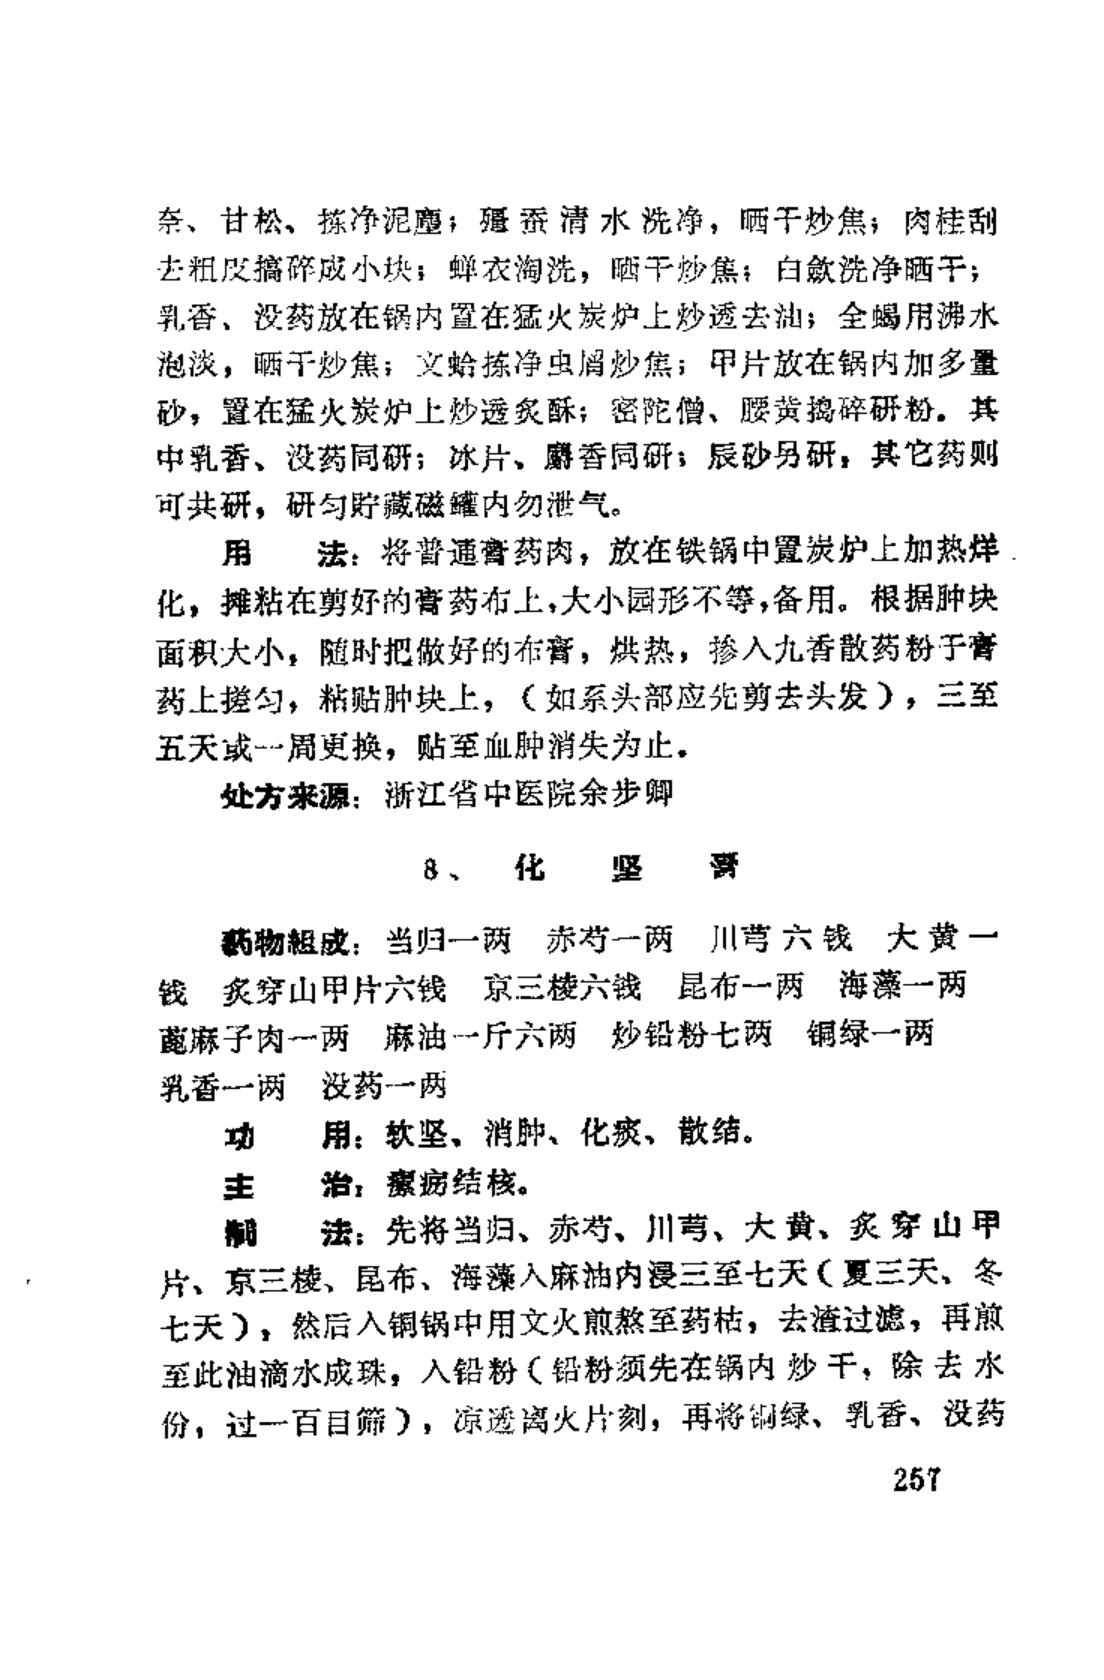 奈、甘松、拣净泥塵；殭蚕清水洗净，晒干炒焦；肉桂刮
去粗皮搞碎成小块；蝉衣淘洗，晒干炒焦；白歛洗净晒干；
乳香、没药放在锅内置在猛火炭炉上炒透去油；全蝎用沸水
泡淡，晒干炒焦；文蛤拣净虫屑炒焦；甲片放在锅内加多量
砂，置在猛火炭炉上炒透炙酥；密陀僧、腰黄捣碎研粉。其
中乳香、没药同研；冰片、麝香同研；辰砂另研，其它药则
可共研，研匀貯藏磁罐内勿泄气。
用　　法：将普通膏药肉，放在铁锅中置炭炉上加热烊
化，摊粘在剪好的膏药布上，大小园形不等，备用。根据肿块
面积大小，随时把做好的布膏，烘热，掺入九香散药粉于膏
药上搓匀，粘贴肿块上，（如系头部应先剪去头发），三至
五天或一周更换，贴至血肿消失为止。
处方来源：浙江省中医院余步卿
8、　化　坚　膏
药物組成：当归一两　赤芍一两　川芎六钱　大黄一
钱　炙穿山甲片六钱　京三棱六钱　昆布一两　海藻一两
蓖麻子肉一两　麻油一斤六两　炒铅粉七两　铜绿一两
乳香一两　没药一两
功　　用：软坚、消肿、化痰、散结。
主　　治：瘰疬结核。
制　　法：先将当归、赤芍、川芎、大黄、炙穿山甲
片、京三棱、昆布、海藻入麻油内浸三至七天（夏三天、冬
七天），然后入铜锅中用文火煎熬至药枯，去渣过滤，再煎
至此油滴水成珠，入铅粉（铅粉须先在锅内炒干，除去水
份，过一百目筛），凉透离火片刻，再将铜绿、乳香、没药
257